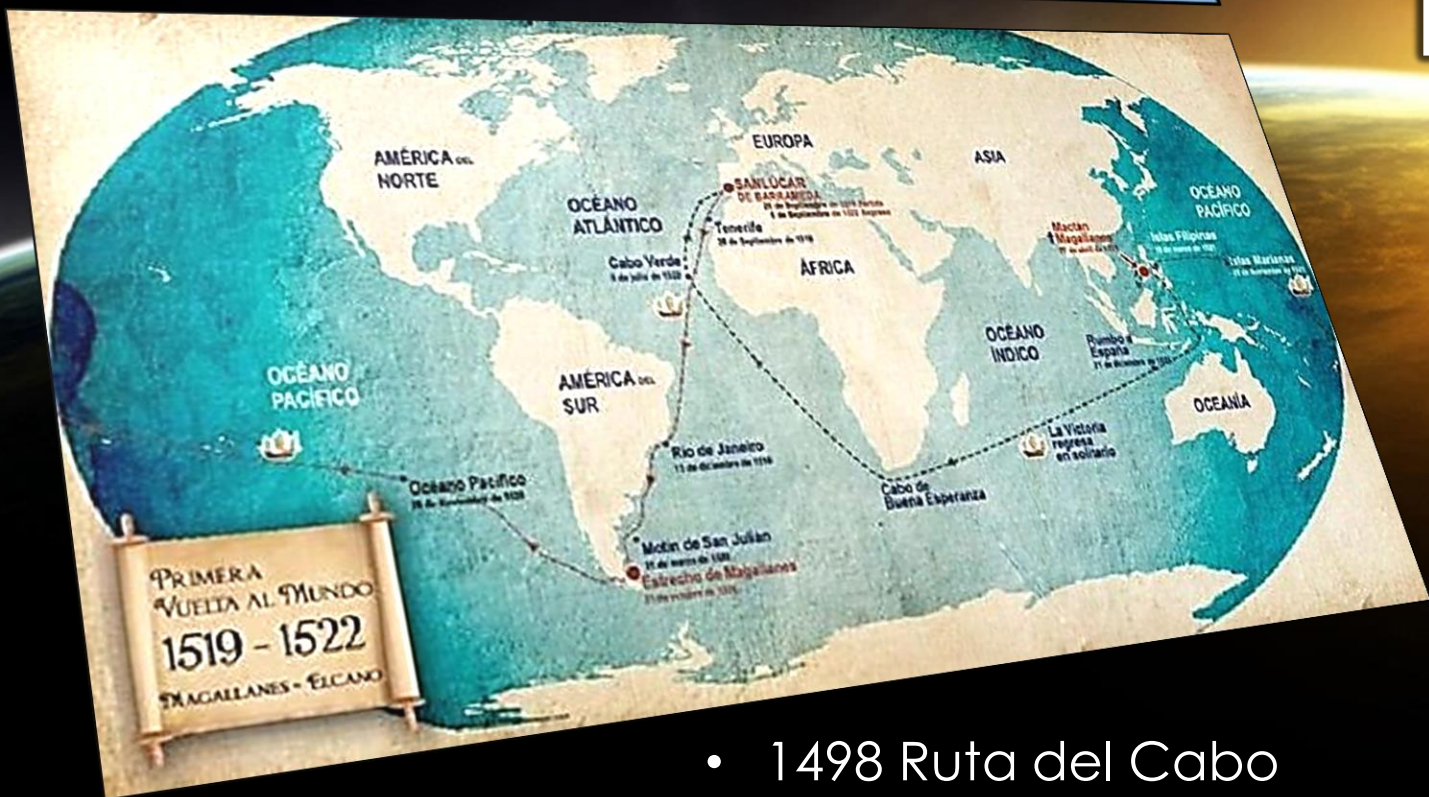 AMÉRICA DEL
NORTE
EUROPA
ASIA
OCÉANO
PACÍFICO
OCÉANO
ATLÁNTICO
SANLÚCAR
DE BARRAMEDA
Tenerife
Cabo Verde
ÁFRICA
Mactán
Magallanes
Islas Filipinas
Islas Marianas
OCÉANO
ÍNDICO
Rumbo a
España
AMÉRICA DEL
SUR
OCÉANO
PACÍFICO
OCEANÍA
Río de Janeiro
La Victoria
regresa
en solitario
Océano Pacífico
Cabo de
Buena Esperanza
Motín de San Julián
Estrecho de Magallanes
PRIMERA
VUELTA AL MUNDO
1519 - 1522
MAGALLANES - ELCANO
• 1498 Ruta del Cabo